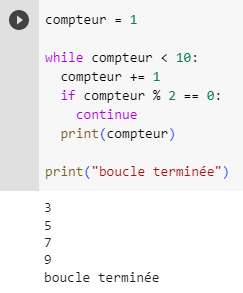 compteur = 1
while compteur < 10:
compteur += 1
if compteur % 2 == 0:
continue
print(compteur)
print("boucle terminée")
3
5
7
9
boucle terminée